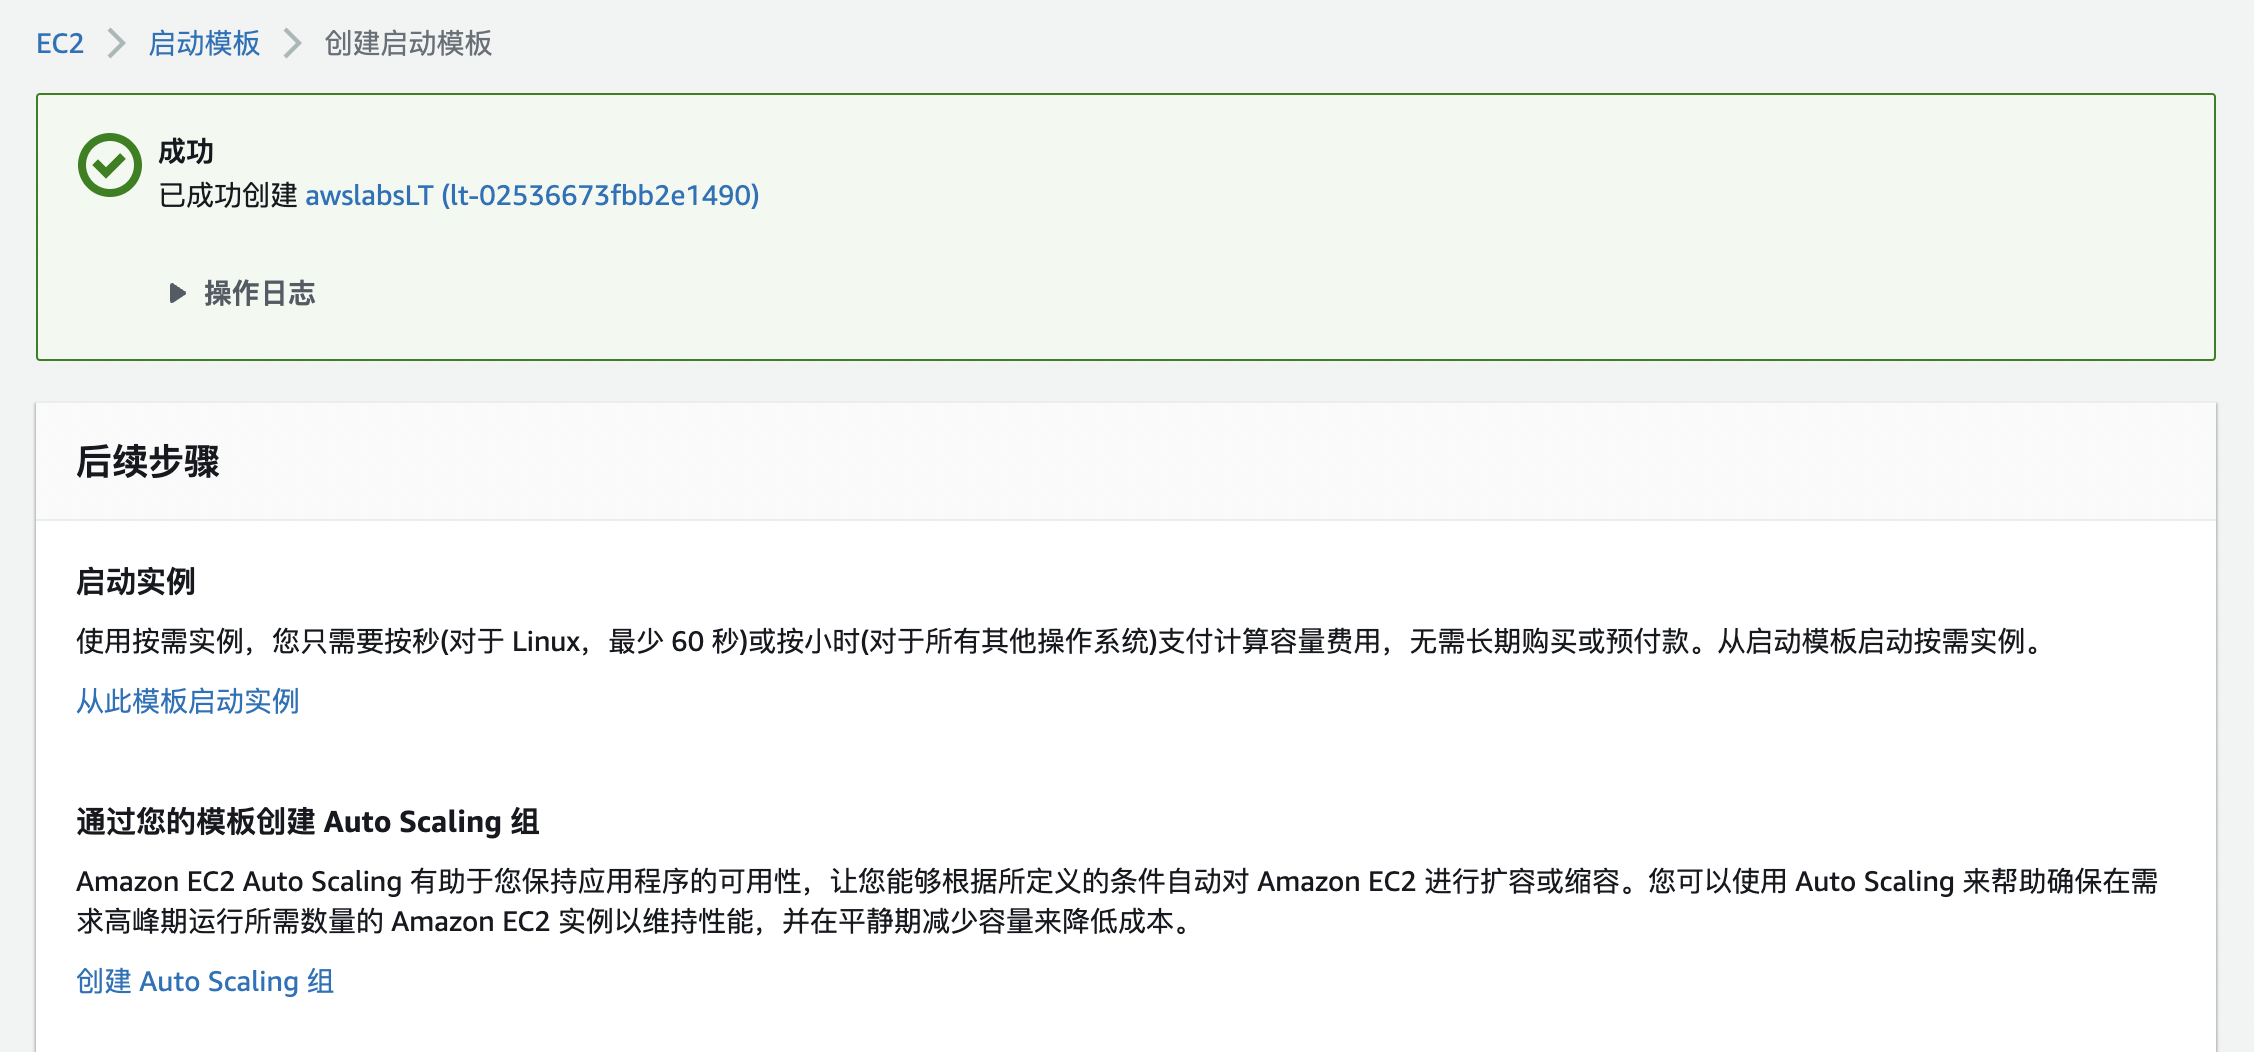 EC2 > 启动模板 > 创建启动模板
成功
已成功创建 awslabsLT (lt-02536673fbb2e1490)
操作日志
后续步骤
启动实例
使用按需实例，您只需要按秒(对于 Linux，最少 60 秒)或按小时(对于所有其他操作系统)支付计算容量费用，无需长期购买或预付款。从启动模板启动按需实例。
从此模板启动实例
通过您的模板创建 Auto Scaling 组
Amazon EC2 Auto Scaling 有助于您保持应用程序的可用性，让您能够根据所定义的条件自动对 Amazon EC2 进行扩容或缩容。您可以使用 Auto Scaling 来帮助确保在需
求高峰期运行所需数量的 Amazon EC2 实例以维持性能，并在平静期减少容量来降低成本。
创建 Auto Scaling 组